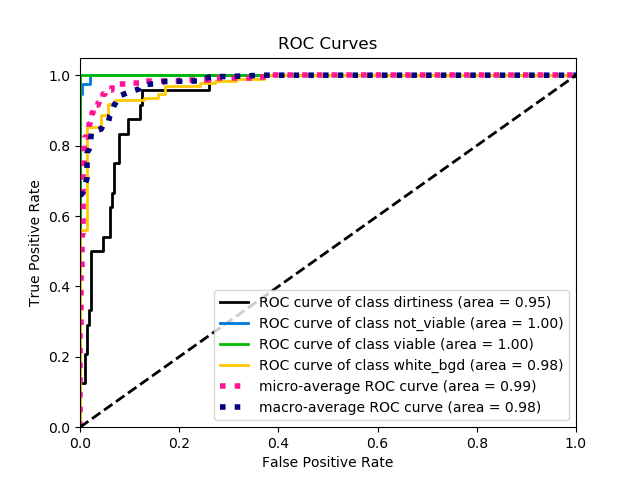 ROC Curves
True Positive Rate
1.0
0.8
0.6
0.4
0.2
0.0
ROC curve of class dirtiness (area = 0.95)
ROC curve of class not_viable (area = 1.00)
ROC curve of class viable (area = 1.00)
ROC curve of class white_bgd (area = 0.98)
micro-average ROC curve (area = 0.99)
macro-average ROC curve (area = 0.98)
0.0 0.2 0.4 0.6 0.8 1.0
False Positive Rate